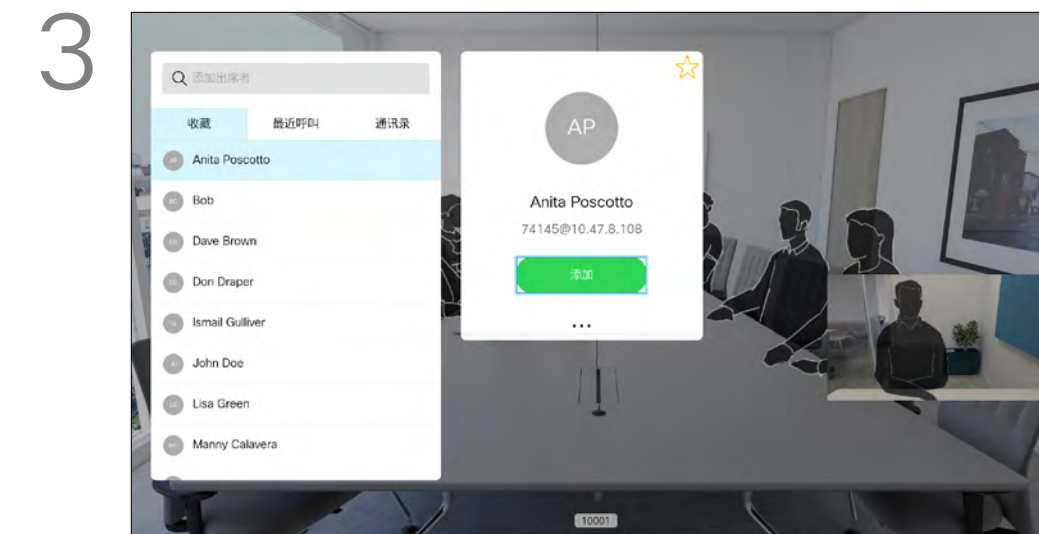 3
添加出席者
收藏 最近呼叫 通讯录
Anita Poscotto
Bob
Dave Brown
Don Draper
Ismail Gulliver
John Doe
Lisa Green
Manny Calavera
AP
Anita Poscotto
74145@10.47.8.108
添加
...
10001